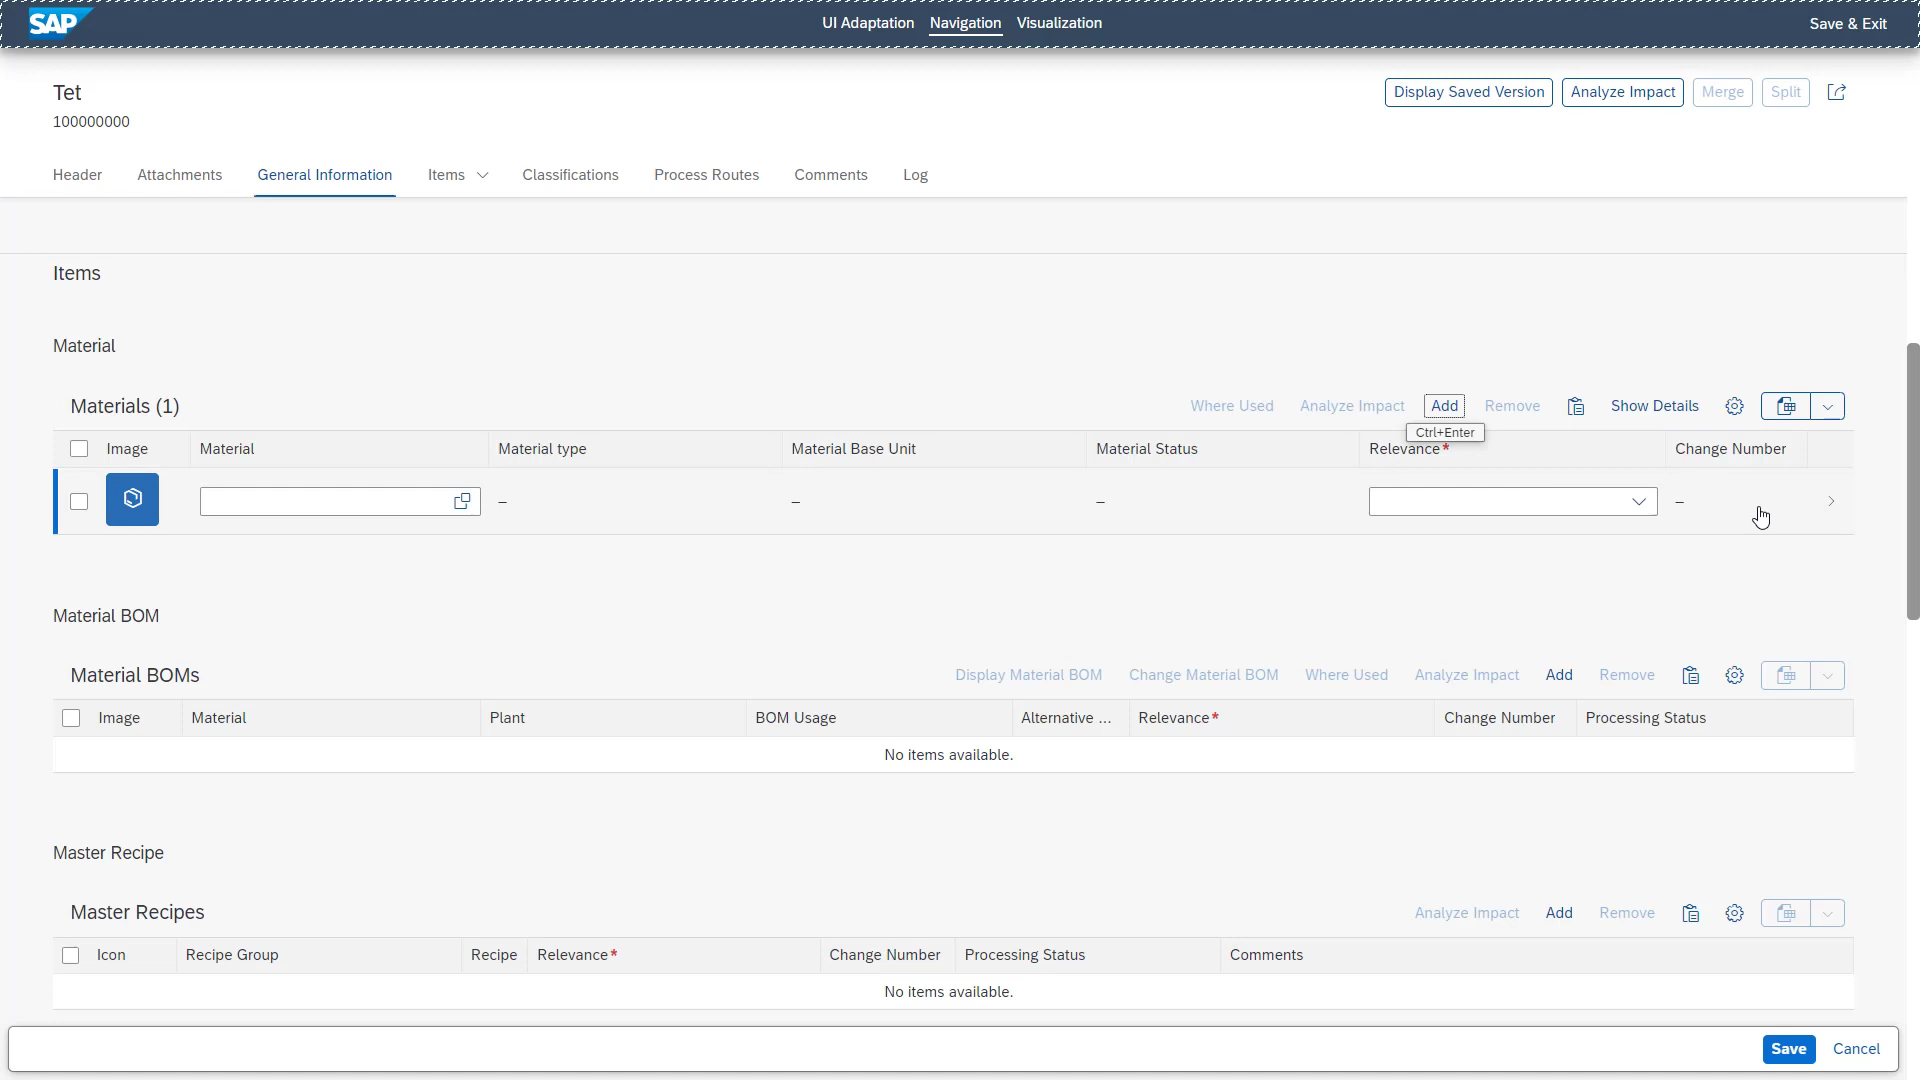 SAP
UI Adaptation Navigation Visualization
Save & Exit
Tet
100000000
Display Saved Version Analyze Impact Merge Split
Header Attachments General Information Items Classifications Process Routes Comments Log
Items
Material
Materials (1)
Where Used Analyze Impact Add Remove Show Details
Ctrl+Enter
Image Material Material type Material Base Unit Material Status Relevance* Change Number
– – – –
Material BOM
Material BOMs
Display Material BOM Change Material BOM Where Used Analyze Impact Add Remove
Image Material Plant BOM Usage Alternative ... Relevance* Change Number Processing Status
No items available.
Master Recipe
Master Recipes
Analyze Impact Add Remove
Icon Recipe Group Recipe Relevance* Change Number Processing Status Comments
No items available.
Save Cancel